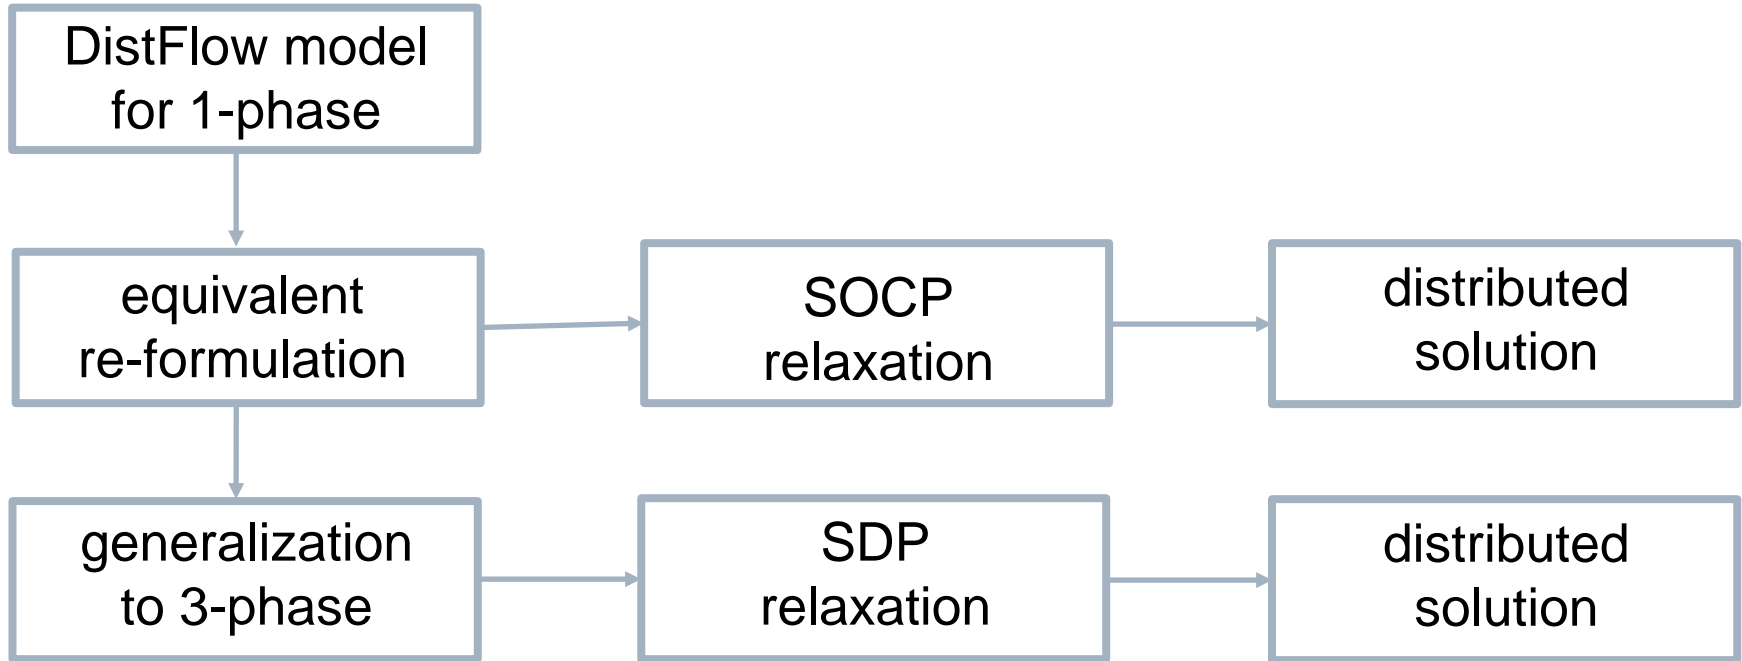 DistFlow model
for 1-phase
equivalent
re-formulation
SOCP
relaxation
distributed
solution
generalization
to 3-phase
SDP
relaxation
distributed
solution